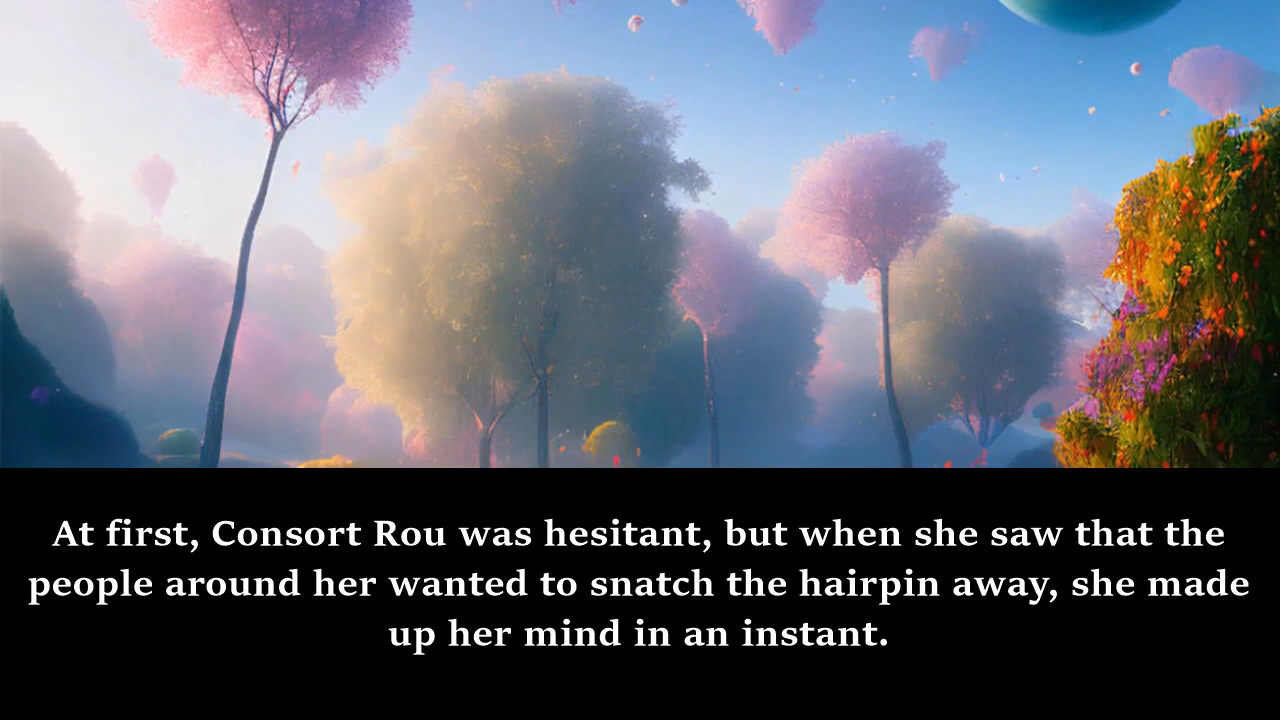 At first, Consort Rou was hesitant, but when she saw that the
people around her wanted to snatch the hairpin away, she made
up her mind in an instant.